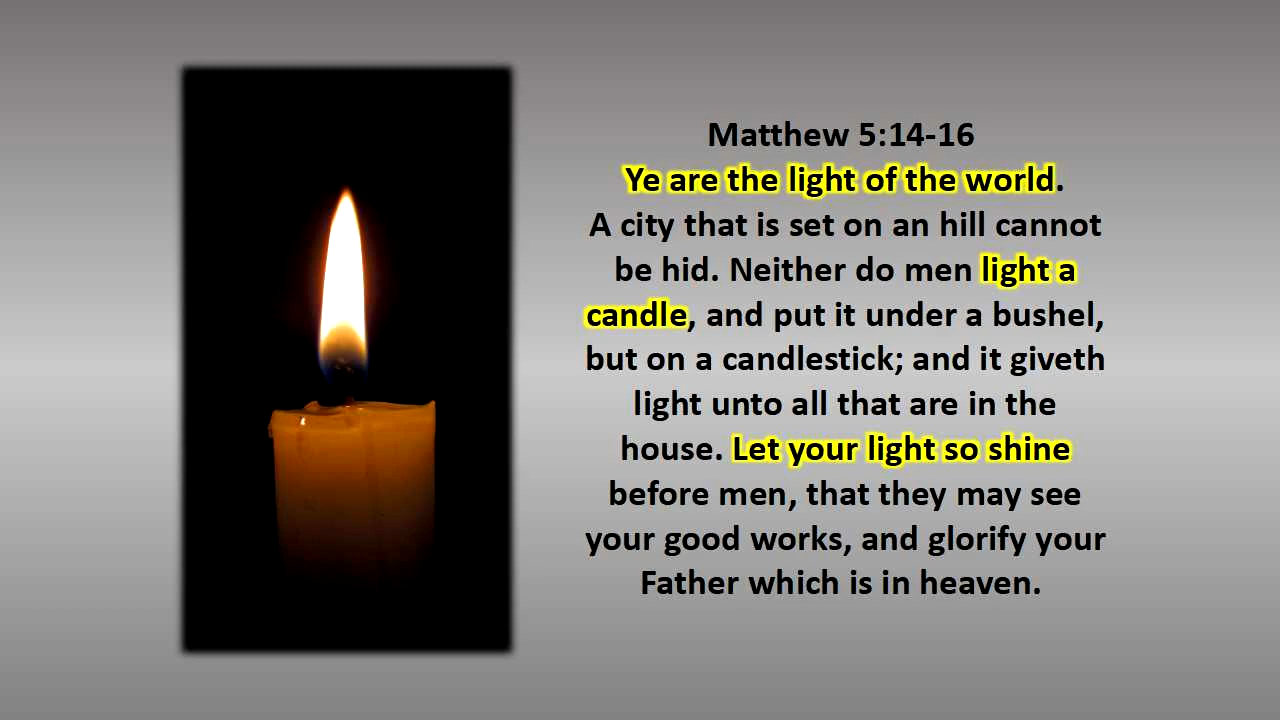 Matthew 5:14-16
Ye are the light of the world.
A city that is set on an hill cannot
be hid. Neither do men light a
candle, and put it under a bushel,
but on a candlestick; and it giveth
light unto all that are in the
house. Let your light so shine
before men, that they may see
your good works, and glorify your
Father which is in heaven.